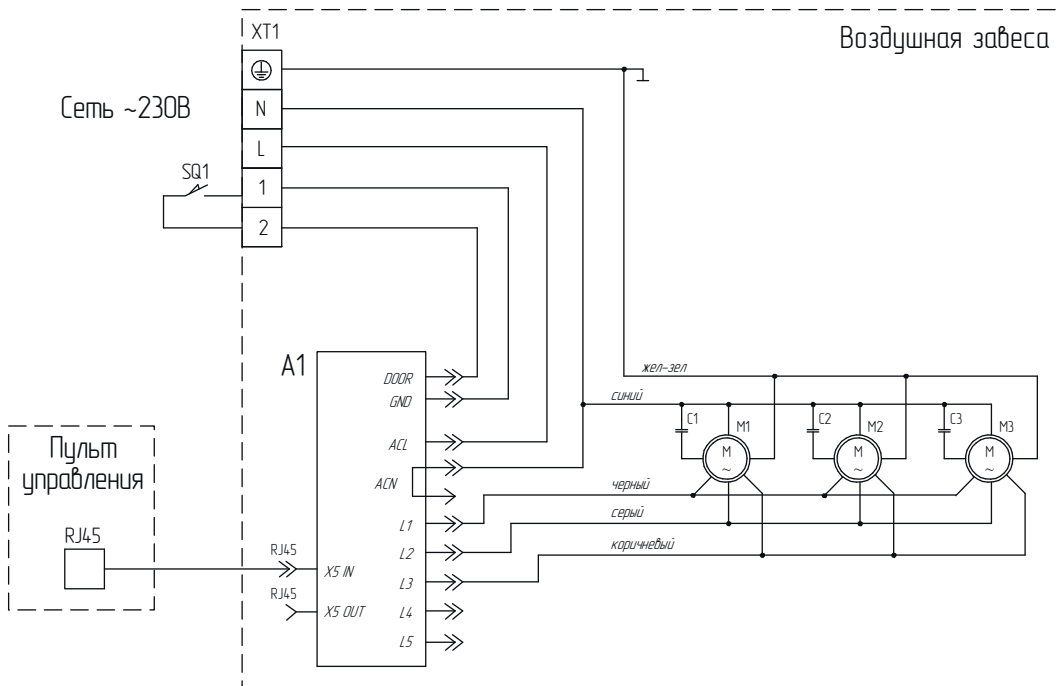 XT1
Воздушная завеса
Сеть ~230В
N
L
SQ1
1
2
A1
DOOR
GND
ACL
ACN
L1
L2
L3
L4
L5
X5 IN
X5 OUT
RJ45
RJ45
Пульт
управления
RJ45
жел-зел
синий
C1
M1
C2
M2
C3
M3
M
~
M
~
M
~
черный
серый
коричневый